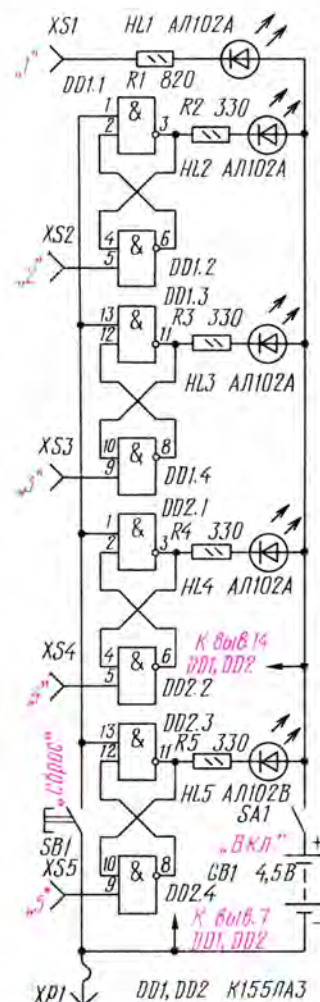 XS1 HL1 АЛ102А
„1”
DD1.1 R1 820
1 & 3 R2 330
2
HL2 АЛ102А
XS2
4 & 6
5
DD1.2
DD1.3
13 & 11 R3 330
12
HL3 АЛ102А
XS3
10 & 8
9
DD1.4
DD2.1
1 & 3 R4 330
2
HL4 АЛ102А
К выв.14
DD1, DD2
XS4
4 & 6
5
DD2.2
DD2.3
13 & 11 R5 330
12
HL5 АЛ102В
„Сброс”
SB1
SA1
„Вкл”
GB1 4,5 В
+
−
XS5
„5”
10 & 8
9
DD2.4
К выв.7
DD1, DD2
XP1
DD1, DD2 К155ЛА3